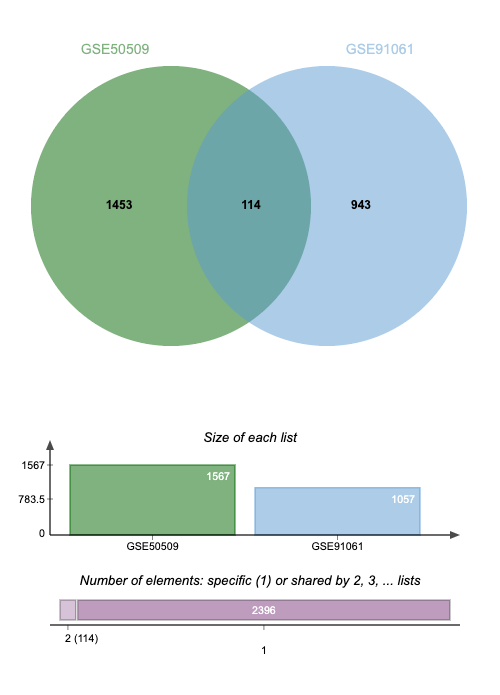 GSE50509 GSE91061
1453 114 943
Size of each list
1567
783.5
0
1567
1057
GSE50509 GSE91061
Number of elements: specific (1) or shared by 2, 3, ... lists
2396
2 (114)
1